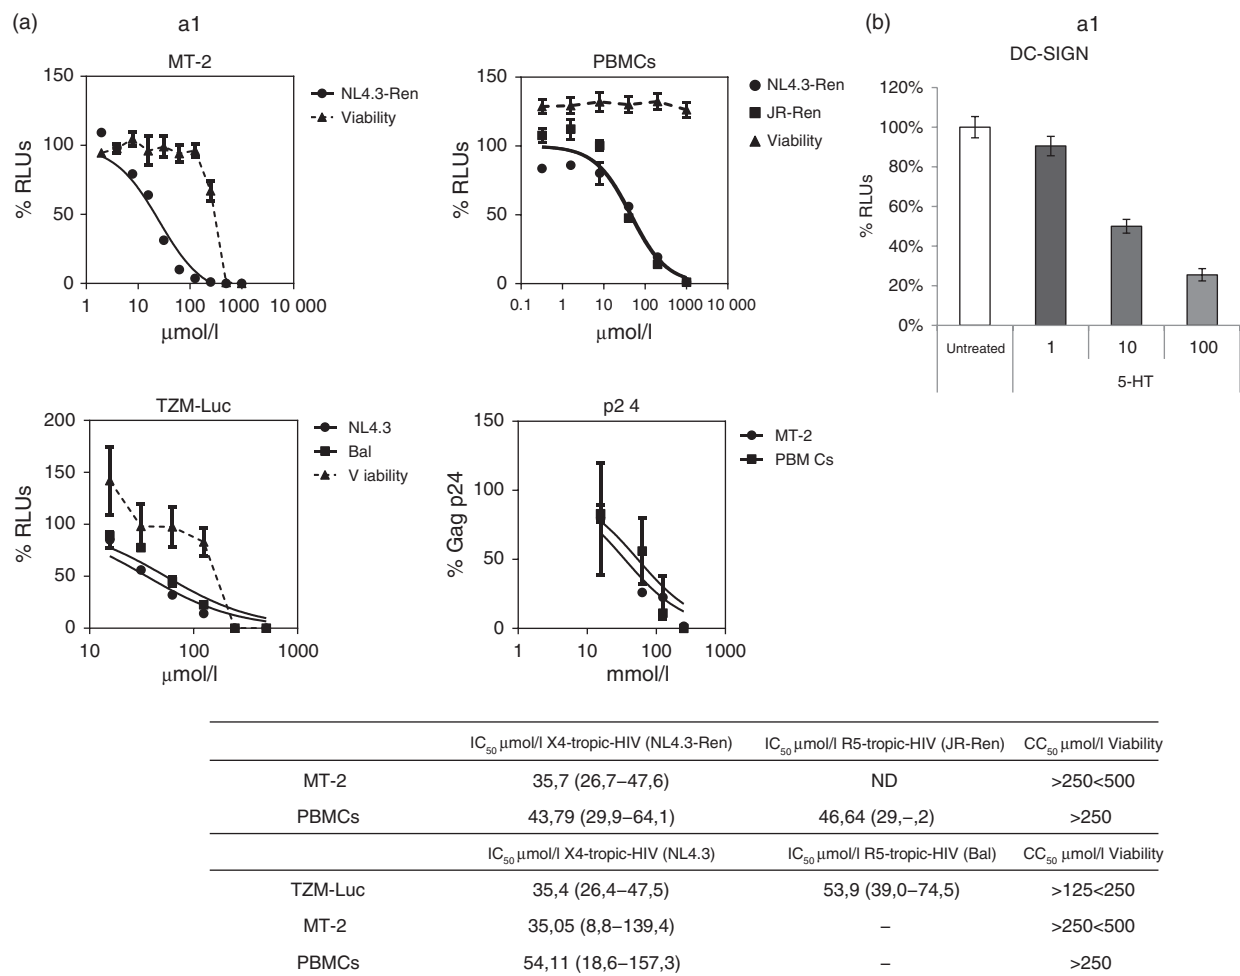 (a)
a1
MT-2
150
100
50
0
% RLUs
1 10 100 1000 10 000
μmol/l
NL4.3-Ren
Viability
PBMCs
150
100
50
0
% RLUs
0.1 1 10 100 1000 10 000
μmol/l
NL4.3-Ren
JR-Ren
Viability
(b)
a1
DC-SIGN
120%
100%
80%
60%
40%
20%
0%
% RLUs
Untreated 1 10 100
5-HT
TZM-Luc
200
150
100
50
0
% RLUs
10 100 1000
μmol/l
NL4.3
Bal
V iability
p2 4
150
100
50
0
% Gag p24
1 10 100 1000
mmol/l
MT-2
PBM Cs
IC50 μmol/l X4-tropic-HIV (NL4.3-Ren) IC50 μmol/l R5-tropic-HIV (JR-Ren) CC50 μmol/l Viability
MT-2 35,7 (26,7–47,6) ND >250<500
PBMCs 43,79 (29,9–64,1) 46,64 (29,–,2) >250
IC50 μmol/l X4-tropic-HIV (NL4.3) IC50 μmol/l R5-tropic-HIV (Bal) CC50 μmol/l Viability
TZM-Luc 35,4 (26,4–47,5) 53,9 (39,0–74,5) >125<250
MT-2 35,05 (8,8–139,4) – >250<500
PBMCs 54,11 (18,6–157,3) – >250